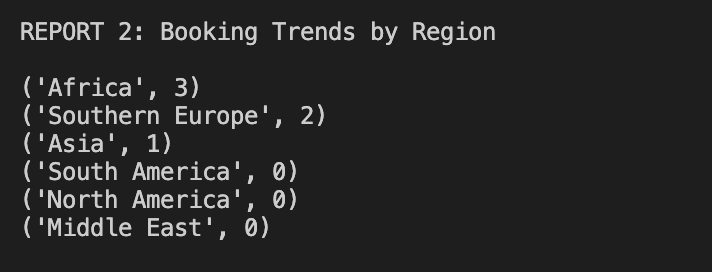 REPORT 2: Booking Trends by Region
('Africa', 3)
('Southern Europe', 2)
('Asia', 1)
('South America', 0)
('North America', 0)
('Middle East', 0)